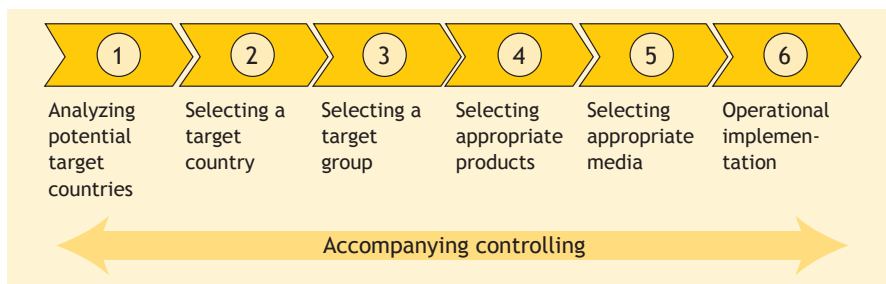 1
2
3
4
5
6
Analyzing
potential
target
countries
Selecting a
target
country
Selecting a
target
group
Selecting
appropriate
products
Selecting
appropriate
media
Operational
implemen-
tation
Accompanying controlling